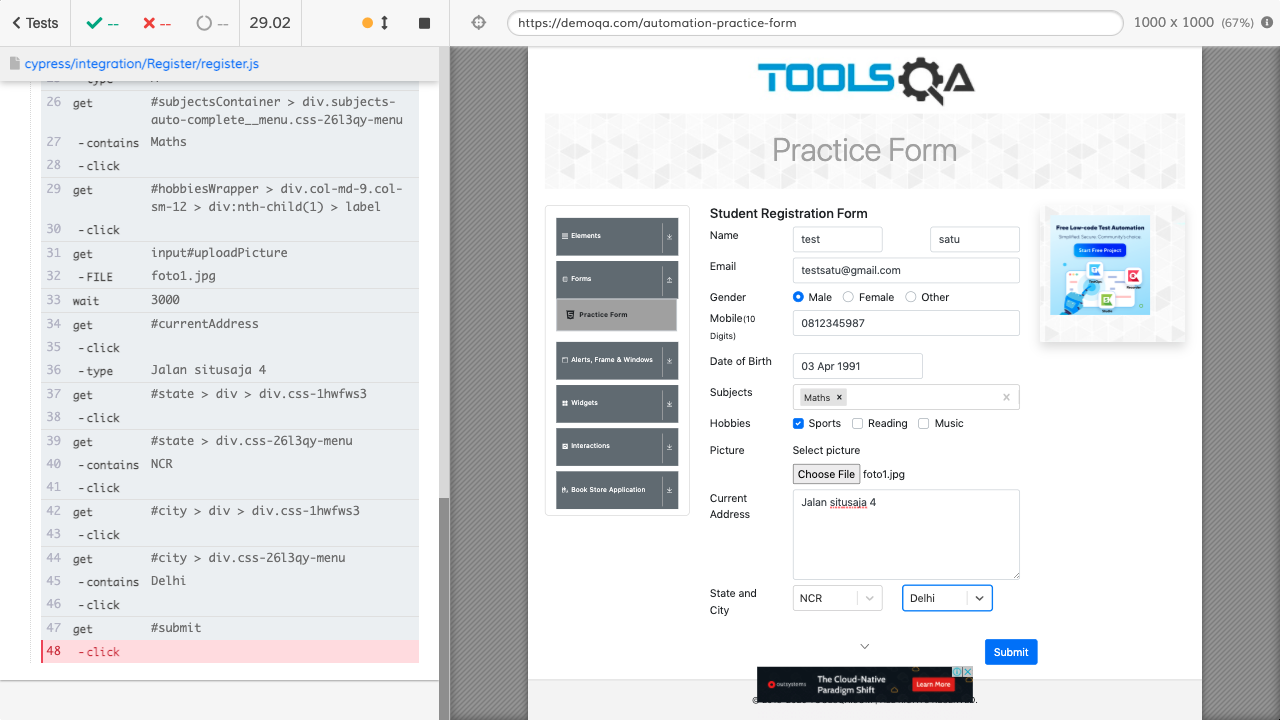 Tests
--
--
--
29.02
https://demoqa.com/automation-practice-form
1000 x 1000 (67%)
cypress/integration/Register/register.js
26 get #subjectsContainer > div.subjects-
auto-complete__menu.css-26l3qy-menu
27 -contains Maths
28 -click
29 get #hobbiesWrapper > div.col-md-9.col-
sm-12 > div:nth-child(1) > label
30 -click
31 get input#uploadPicture
32 -FILE foto1.jpg
33 wait 3000
34 get #currentAddress
35 -click
36 -type Jalan situsaja 4
37 get #state > div > div.css-1hwfws3
38 -click
39 get #state > div.css-26l3qy-menu
40 -contains NCR
41 -click
42 get #city > div > div.css-1hwfws3
43 -click
44 get #city > div.css-26l3qy-menu
45 -contains Delhi
46 -click
47 get #submit
48 -click
TOOLSQA
Practice Form
Elements
Forms
Practice Form
Alerts, Frame & Windows
Widgets
Interactions
Book Store Application
Student Registration Form
Name test satu
Email testsatu@gmail.com
Gender Male Female Other
Mobile(10
Digits) 0812345987
Date of Birth 03 Apr 1991
Subjects Maths ×
Hobbies Sports Reading Music
Picture Select picture
Choose File foto1.jpg
Current
Address
Jalan situsaja 4
State and
City
NCR Delhi
Submit
Free Low-code Test Automation
Simplified. Secure. Community's choice.
Start Free Project
outsystems
The Cloud-Native
Paradigm Shift
Learn More